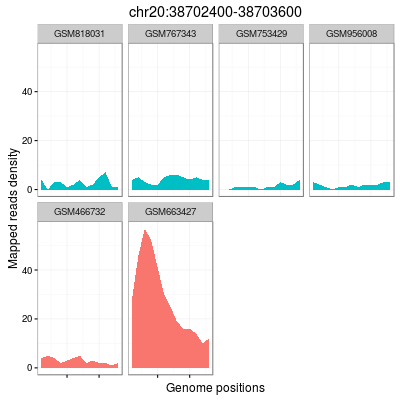 chr20:38702400-38703600
GSM818031 GSM767343 GSM753429 GSM956008
40
20
0
GSM466732 GSM663427
40
20
0
Mapped reads density
Genome positions